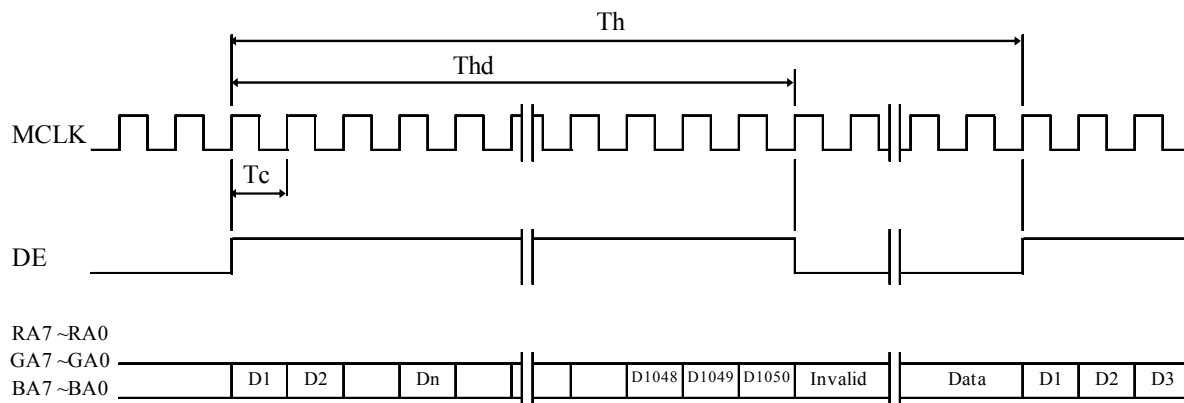 Th
Thd
MCLK
Tc
DE
RA7 ~RA0
GA7 ~GA0
BA7 ~BA0
D1 D2 Dn D1048 D1049 D1050 Invalid Data D1 D2 D3